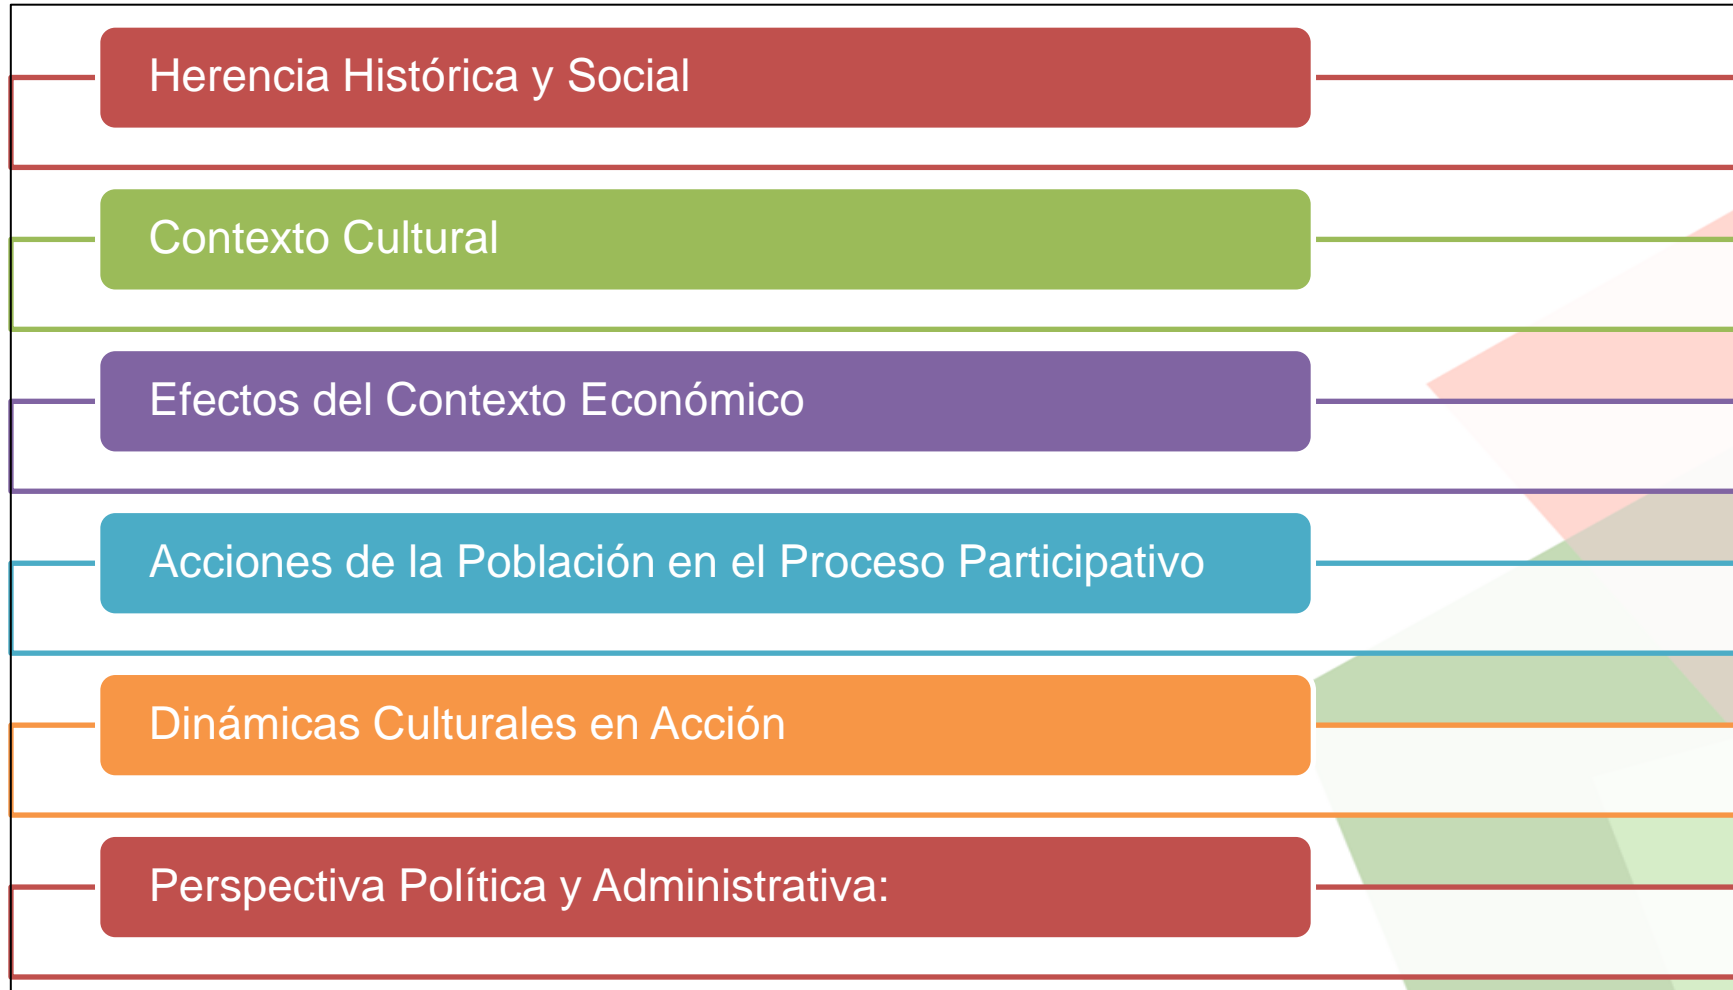 Herencia Histórica y Social
Contexto Cultural
Efectos del Contexto Económico
Acciones de la Población en el Proceso Participativo
Dinámicas Culturales en Acción
Perspectiva Política y Administrativa: